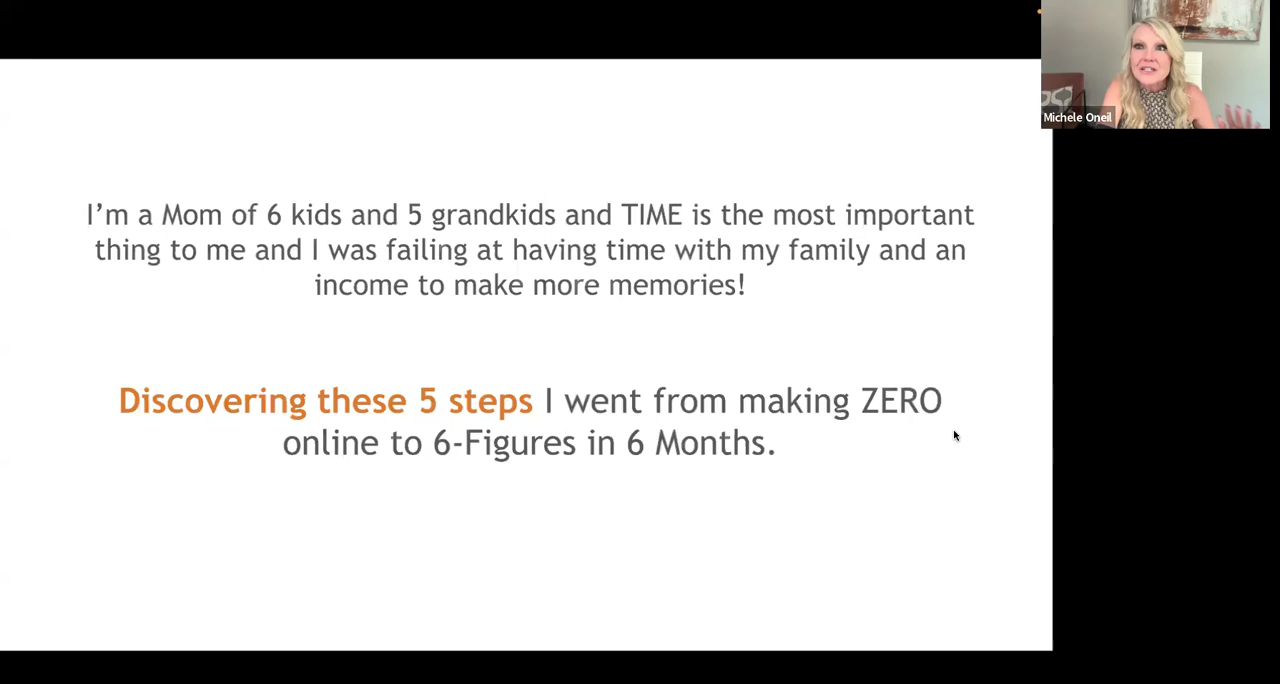 Michele Oneil
I'm a Mom of 6 kids and 5 grandkids and TIME is the most important
thing to me and I was failing at having time with my family and an
income to make more memories!
Discovering these 5 steps I went from making ZERO
online to 6-Figures in 6 Months.